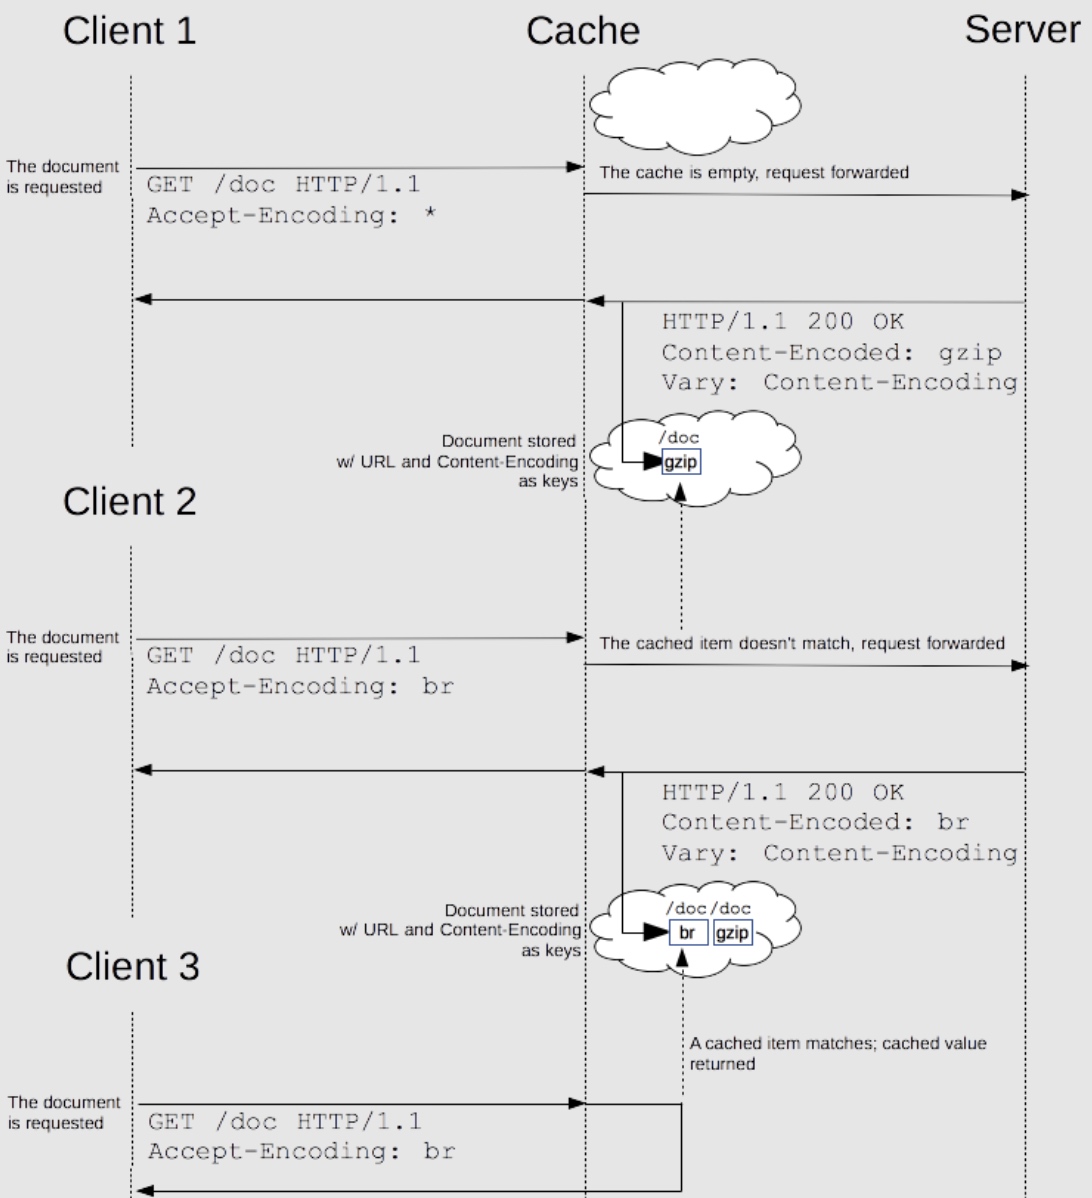 Client 1
Cache
Server
The document
is requested
GET /doc HTTP/1.1
Accept-Encoding: *
The cache is empty, request forwarded
HTTP/1.1 200 OK
Content-Encoded: gzip
Vary: Content-Encoding
Document stored
w/ URL and Content-Encoding
as keys
/doc
gzip
Client 2
The document
is requested
GET /doc HTTP/1.1
Accept-Encoding: br
The cached item doesn't match, request forwarded
HTTP/1.1 200 OK
Content-Encoded: br
Vary: Content-Encoding
Document stored
w/ URL and Content-Encoding
as keys
/doc /doc
br gzip
Client 3
A cached item matches; cached value
returned
The document
is requested
GET /doc HTTP/1.1
Accept-Encoding: br